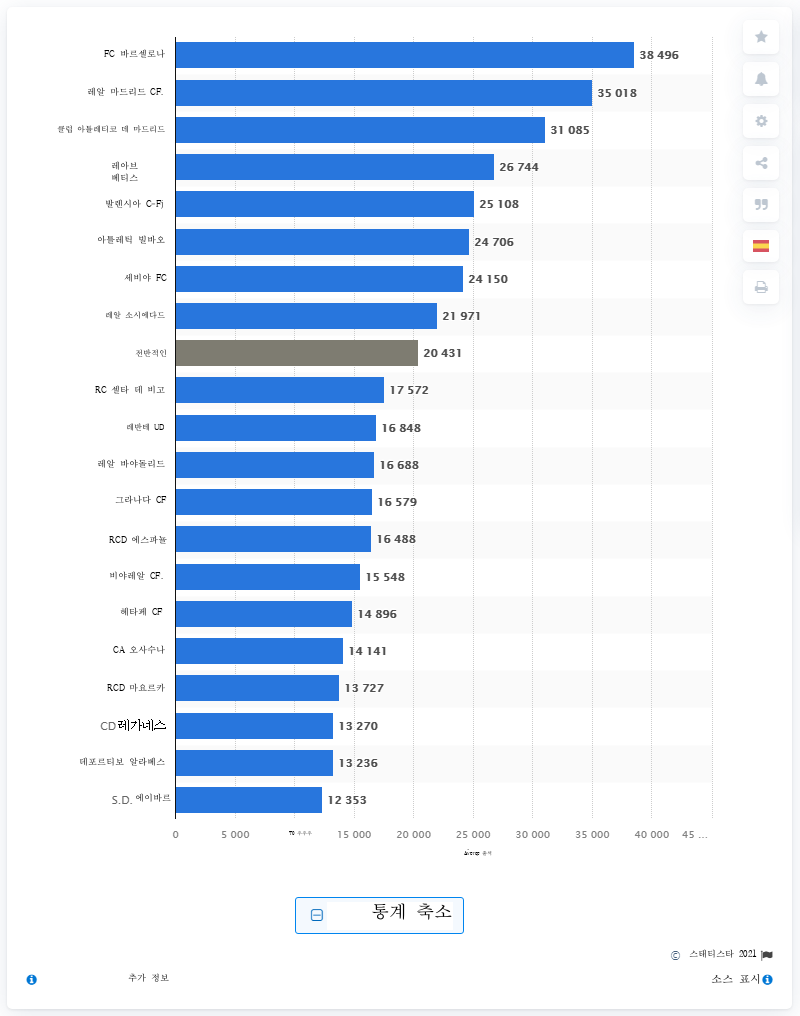 FC 바르셀로나
38 496
레알 마드리드 CF.
35 018
클럽 아틀레티코 데 마드리드
31 085
레아브
베티스
26 744
발렌시아 C-Fj
25 108
아틀레틱 빌바오
24 706
세비야 FC
24 150
레알 소시에다드
21 971
전반적인
20 431
RC 셀타 데 비고
17 572
레반테 UD
16 848
레알 바야돌리드
16 688
그라나다 CF
16 579
RCD 에스파뇰
16 488
비야레알 CF.
15 548
헤타페 CF
14 896
CA 오사수나
14 141
RCD 마요르카
13 727
CD 레가네스
13 270
데포르티보 알라베스
13 236
S.D. 에이바르
12 353
0 5 000 15 000 20 000 25 000 30 000 35 000 40 000 45 ...
통계 축소
© 스태티스타 2021
추가 정보
소스 표시